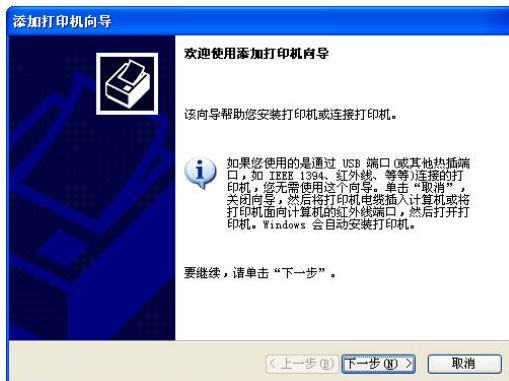 添加打印机向导
欢迎使用添加打印机向导
该向导帮助您安装打印机或连接打印机。
如果您使用的是通过 USB 端口(或其他热插端
口，如 IEEE 1394、红外线、等等)连接的打
印机，您无需使用这个向导。单击“取消”，
关闭向导，然后将打印机电缆插入计算机或将
打印机面向计算机的红外线端口，然后打开打
印机。Windows 会自动安装打印机。
要继续，请单击“下一步”。
< 上一步(B) 下一步(N) > 取消